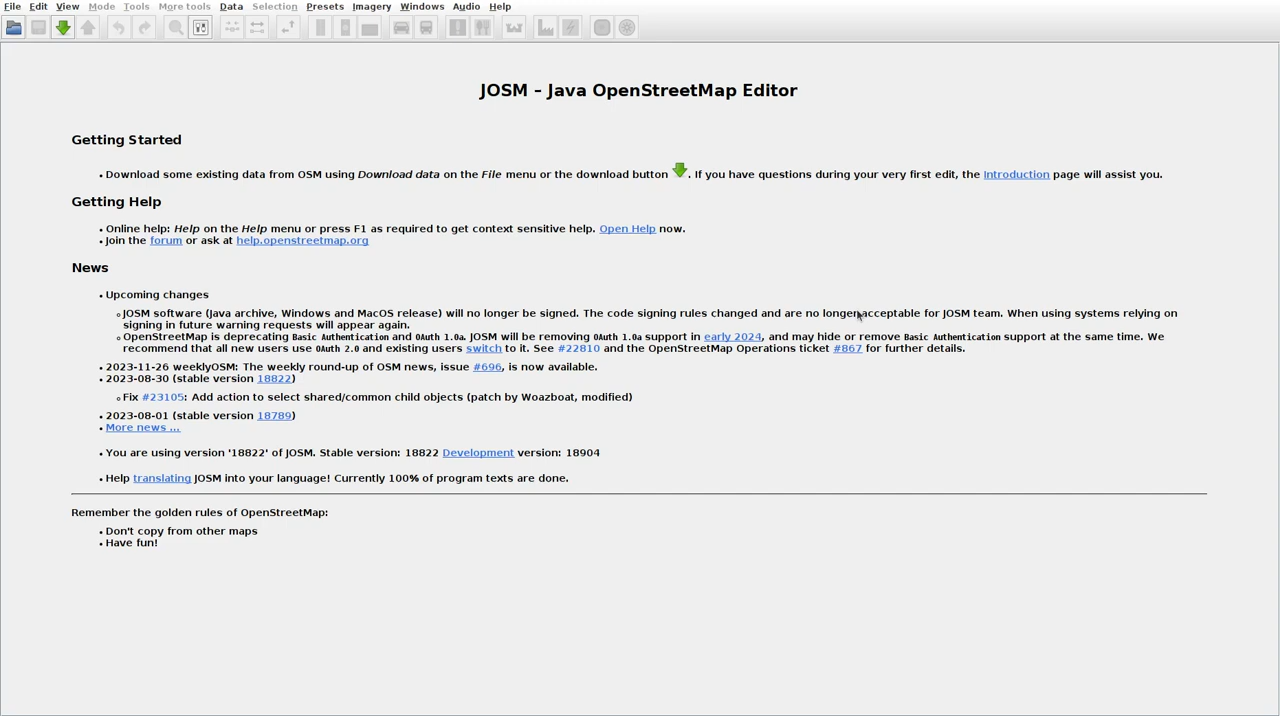 File Edit View Mode Tools More tools Data Selection Presets Imagery Windows Audio Help
JOSM – Java OpenStreetMap Editor
Getting Started
Download some existing data from OSM using Download data on the File menu or the download button . If you have questions during your very first edit, the Introduction page will assist you.
Getting Help
Online help: Help on the Help menu or press F1 as required to get context sensitive help. Open Help now.
Join the forum or ask at help.openstreetmap.org
News
Upcoming changes
JOSM software (Java archive, Windows and MacOS release) will no longer be signed. The code signing rules changed and are no longer acceptable for JOSM team. When using systems relying on
signing in future warning requests will appear again.
OpenStreetMap is deprecating Basic Authentication and OAuth 1.0a. JOSM will be removing OAuth 1.0a support in early 2024, and may hide or remove Basic Authentication support at the same time. We
recommend that all new users use OAuth 2.0 and existing users switch to it. See #22810 and the OpenStreetMap Operations ticket #867 for further details.
2023-11-26 weeklyOSM: The weekly round-up of OSM news, issue #696, is now available.
2023-08-30 (stable version 18822)
Fix #23105: Add action to select shared/common child objects (patch by Woazboat, modified)
2023-08-01 (stable version 18789)
More news ...
You are using version '18822' of JOSM. Stable version: 18822 Development version: 18904
Help translating JOSM into your language! Currently 100% of program texts are done.
Remember the golden rules of OpenStreetMap:
Don't copy from other maps
Have fun!